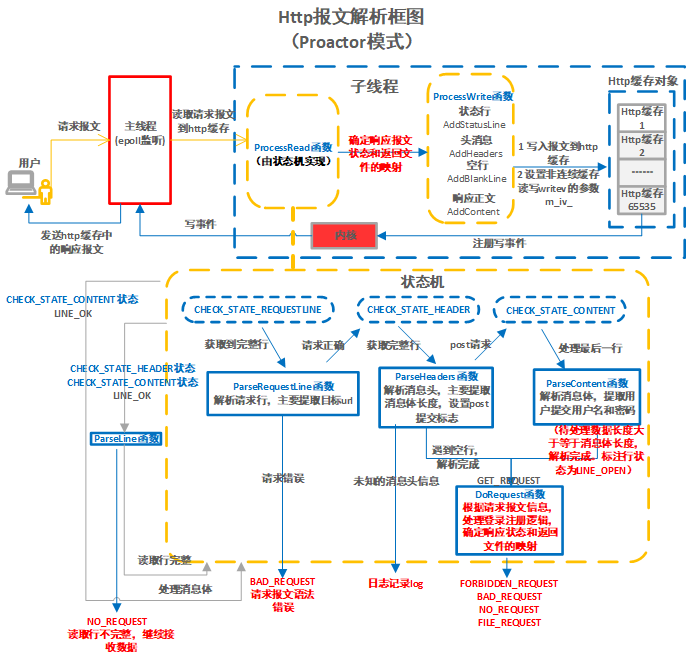 Http报文解析框图
（Proactor模式）
子线程
Http缓存对象
主线程
(epoll监听)
请求报文
读取请求报文
到http缓存
用户
发送http缓存中
的响应报文
ProcessRead函数
（由状态机实现）
确定响应报文
状态和返回文
件的映射
ProcessWrite函数
状态行
AddStatusLine
头消息
AddHeaders
空行
AddBlankLine
响应正文
AddContent
1 写入报文到http
缓存
2 设置非连续缓存
读写writev的参数
m_iv_
Http缓存
1
Http缓存
2
------
Http缓存
65535
写事件
内核
注册写事件
状态机
CHECK_STATE_CONTENT状态
LINE_OK
CHECK_STATE_REQUESTLINE
CHECK_STATE_HEADER
CHECK_STATE_CONTENT
获取到完整行
请求正确
获取完整行
post请求
处理最后一行
CHECK_STATE_HEADER状态
CHECK_STATE_CONTENT状态
LINE_OK
ParseRequestLine函数
解析请求行，主要提取目标url
ParseHeaders函数
解析消息头，主要提取
消息体长度，设置post
提交标志
ParseContent函数
解析消息体，提取用
户提交用户名和密码
（待处理数据长度大
于等于消息体长度，
解析完成，标注行状
态为LINE_OPEN）
ParseLine函数
请求错误
未知的消息头信息
遇到空行，
解析完成
GET_REQUEST
DoRequest函数
根据请求报文信息，
处理登录注册逻辑，
确定响应状态和返回
文件的映射
读取行完整
处理消息体
NO_REQUEST
读取行不完整，继续接
收数据
BAD_REQUEST
请求报文语法
错误
日志记录log
FORBIDDEN_REQUEST
BAD_REQUEST
NO_REQUEST
FILE_REQUEST